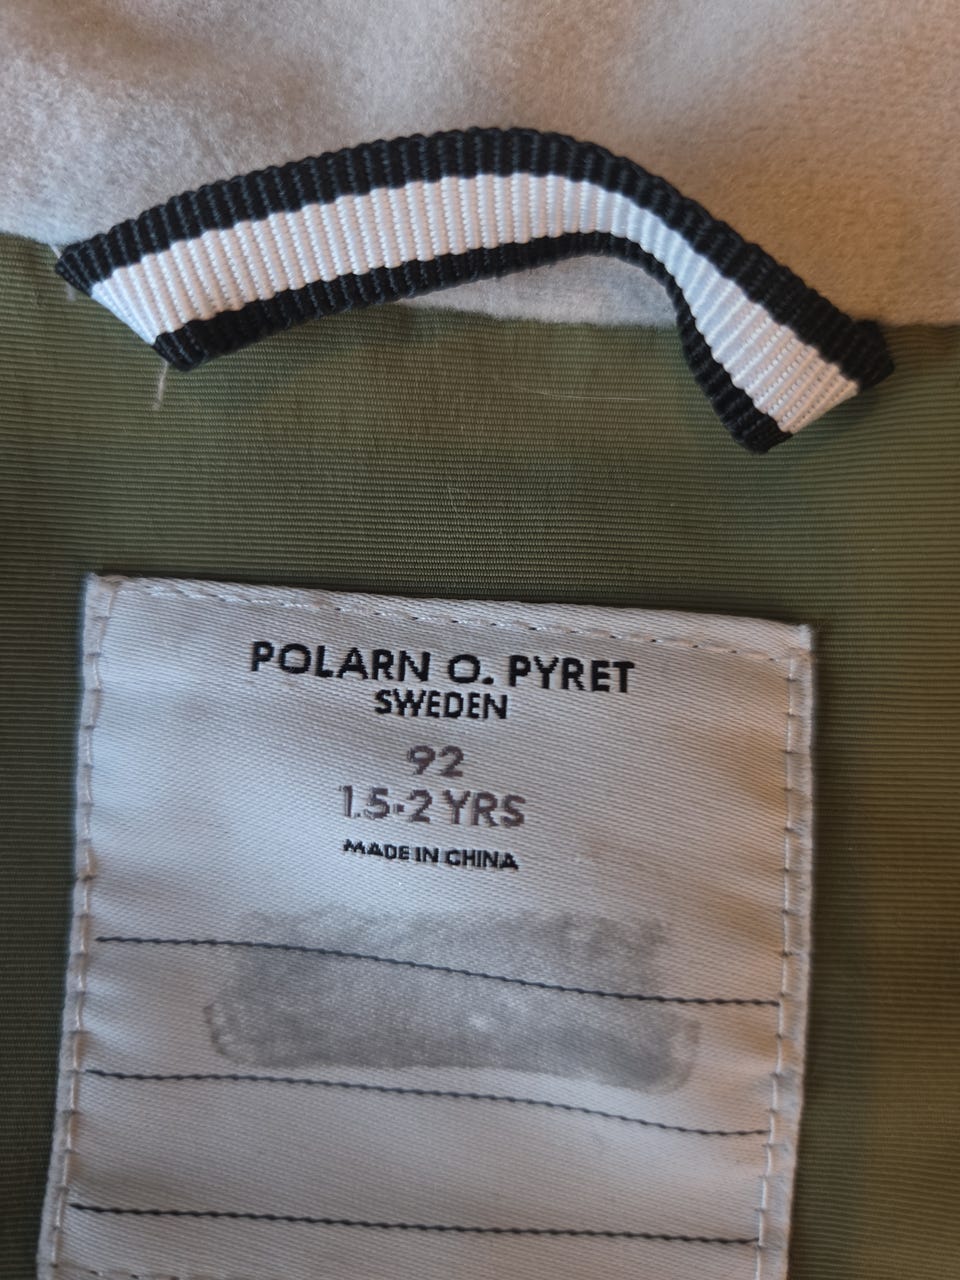 POLARN O. PYRET
SWEDEN
92
1.5-2 YRS
MADE IN CHINA